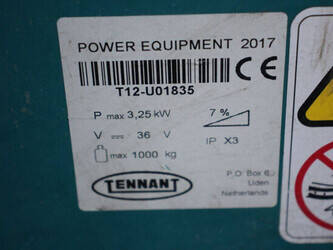 POWER EQUIPMENT 2017
CE
T12-U01835
P max 3,25 kW 7 %
V 36 V IP X3
max 1000 kg
TENNANT
P.O. Box 6
Uden
Netherlands